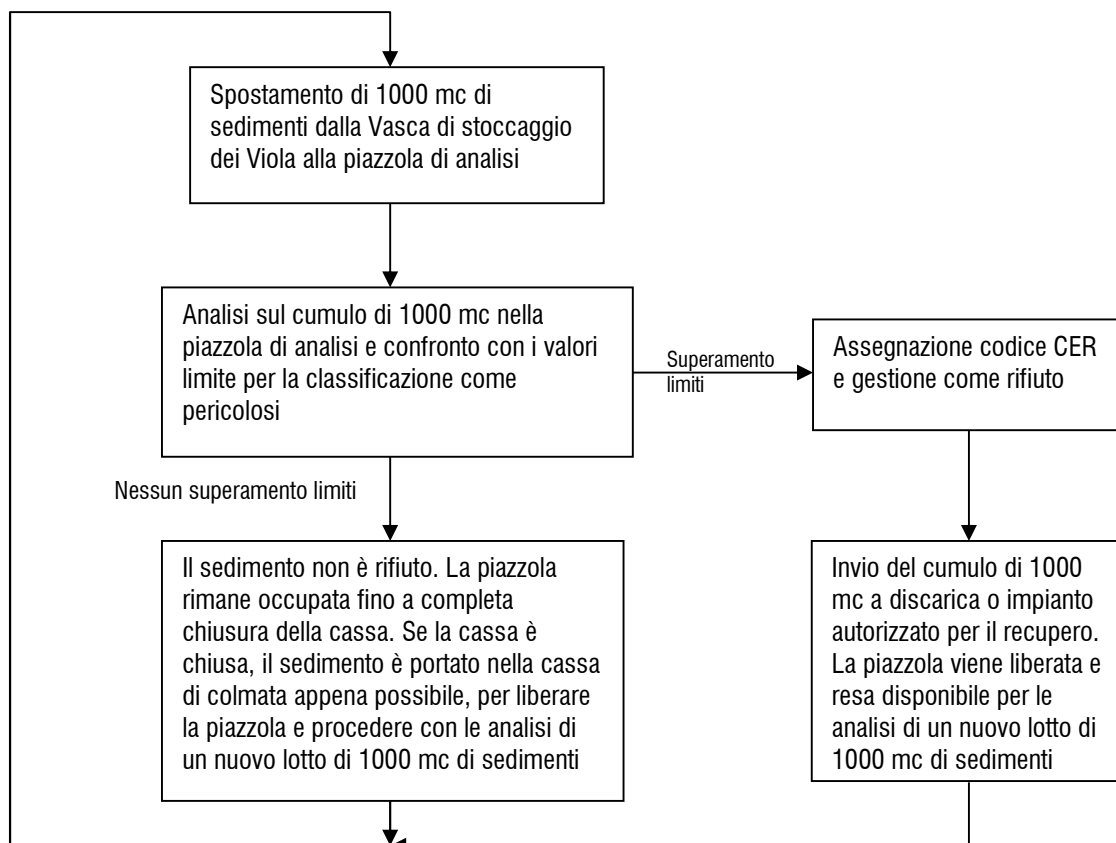 Spostamento di 1000 mc di
sedimenti dalla Vasca di stoccaggio
dei Viola alla piazzola di analisi
Analisi sul cumulo di 1000 mc nella
piazzola di analisi e confronto con i valori
limite per la classificazione come
pericolosi
Superamento
limiti
Assegnazione codice CER
e gestione come rifiuto
Nessun superamento limiti
Il sedimento non è rifiuto. La piazzola
rimane occupata fino a completa
chiusura della cassa. Se la cassa è
chiusa, il sedimento è portato nella cassa
di colmata appena possibile, per liberare
la piazzola e procedere con le analisi di
un nuovo lotto di 1000 mc di sedimenti
Invio del cumulo di 1000
mc a discarica o impianto
autorizzato per il recupero.
La piazzola viene liberata e
resa disponibile per le
analisi di un nuovo lotto di
1000 mc di sedimenti